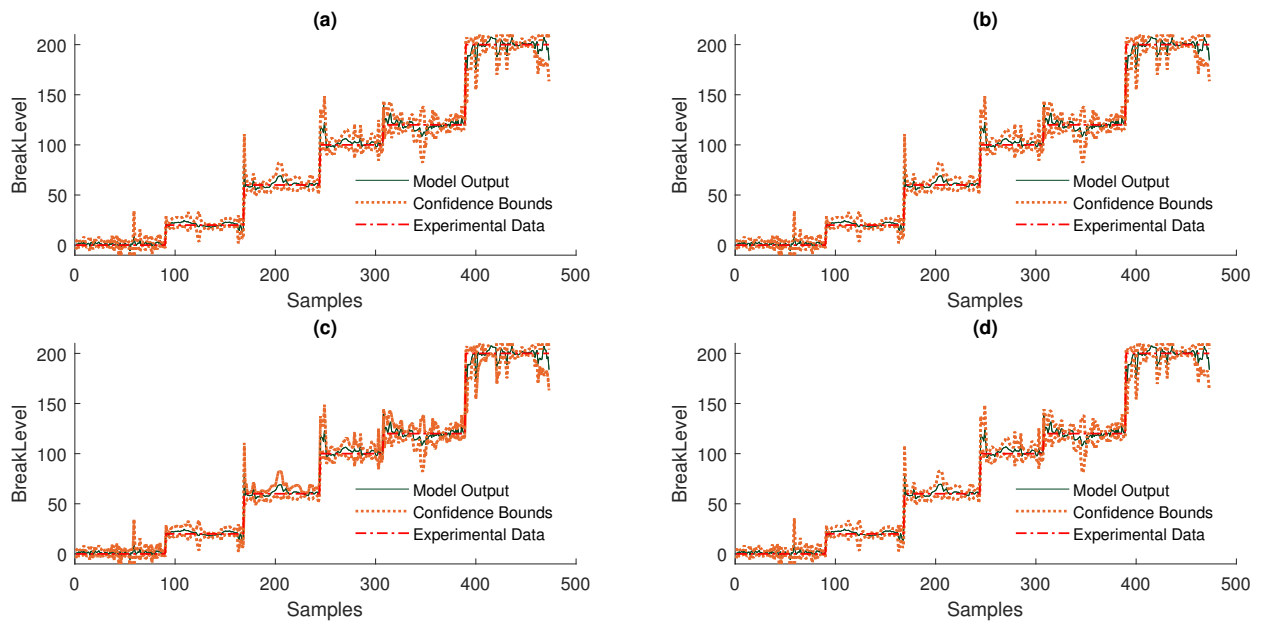 (a)
BreakLevel
200
150
100
50
0
Model Output
Confidence Bounds
Experimental Data
0 100 200 300 400 500
Samples
(b)
BreakLevel
200
150
100
50
0
Model Output
Confidence Bounds
Experimental Data
0 100 200 300 400 500
Samples
(c)
BreakLevel
200
150
100
50
0
Model Output
Confidence Bounds
Experimental Data
0 100 200 300 400 500
Samples
(d)
BreakLevel
200
150
100
50
0
Model Output
Confidence Bounds
Experimental Data
0 100 200 300 400 500
Samples